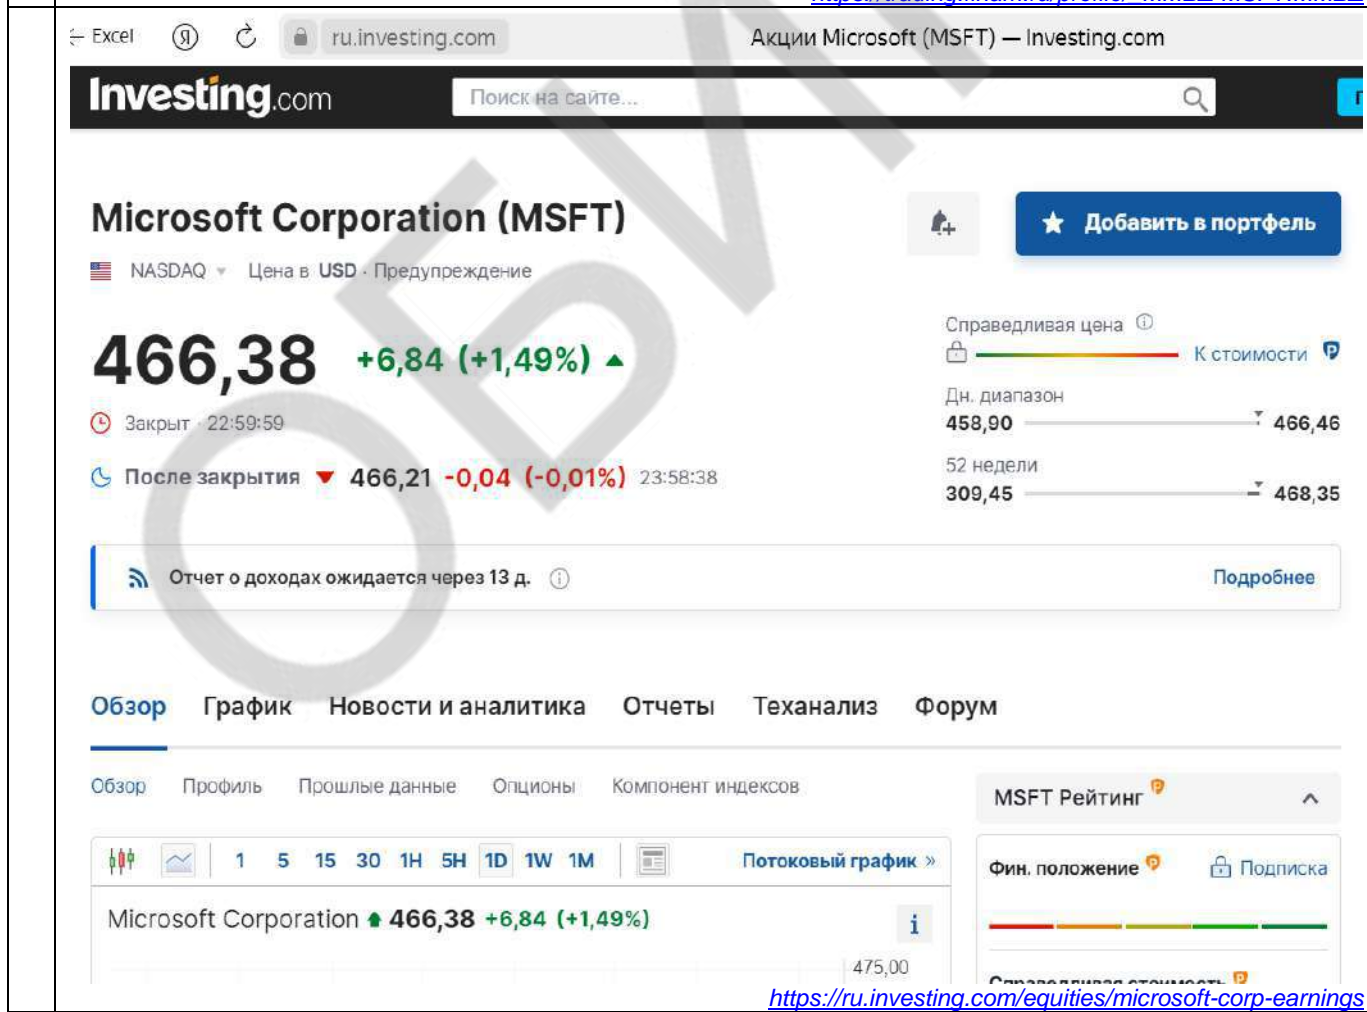 ← Excel ru.investing.com Акции Microsoft (MSFT) — Investing.com
Investing.com Поиск на сайте...
Microsoft Corporation (MSFT) Добавить в портфель
NASDAQ Цена в USD · Предупреждение
Справедливая цена
466,38 +6,84 (+1,49%) К стоимости
Дн. диапазон
Закрыт · 22:59:59 458,90 466,46
52 недели
После закрытия 466,21 -0,04 (-0,01%) 23:58:38
309,45 468,35
Отчет о доходах ожидается через 13 д. Подробнее
Обзор График Новости и аналитика Отчеты Теханализ Форум
Обзор Профиль Прошлые данные Опционы Компонент индексов
MSFT Рейтинг
1 5 15 30 1H 5H 1D 1W 1M Потоковый график »
Фин. положение Подписка
Microsoft Corporation 466,38 +6,84 (+1,49%)
475,00
Справедливая стоимость
https://ru.investing.com/equities/microsoft-corp-earnings